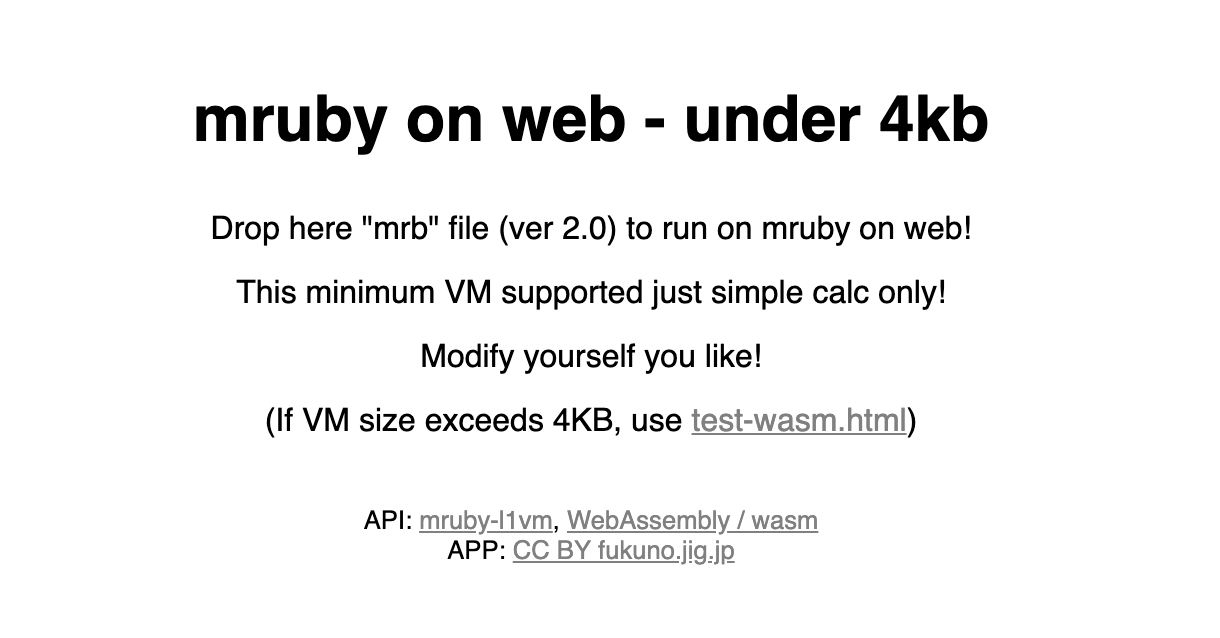 mruby on web - under 4kb
Drop here "mrb" file (ver 2.0) to run on mruby on web!
This minimum VM supported just simple calc only!
Modify yourself you like!
(If VM size exceeds 4KB, use test-wasm.html)
API: mruby-l1vm, WebAssembly / wasm
APP: CC BY fukuno.jig.jp